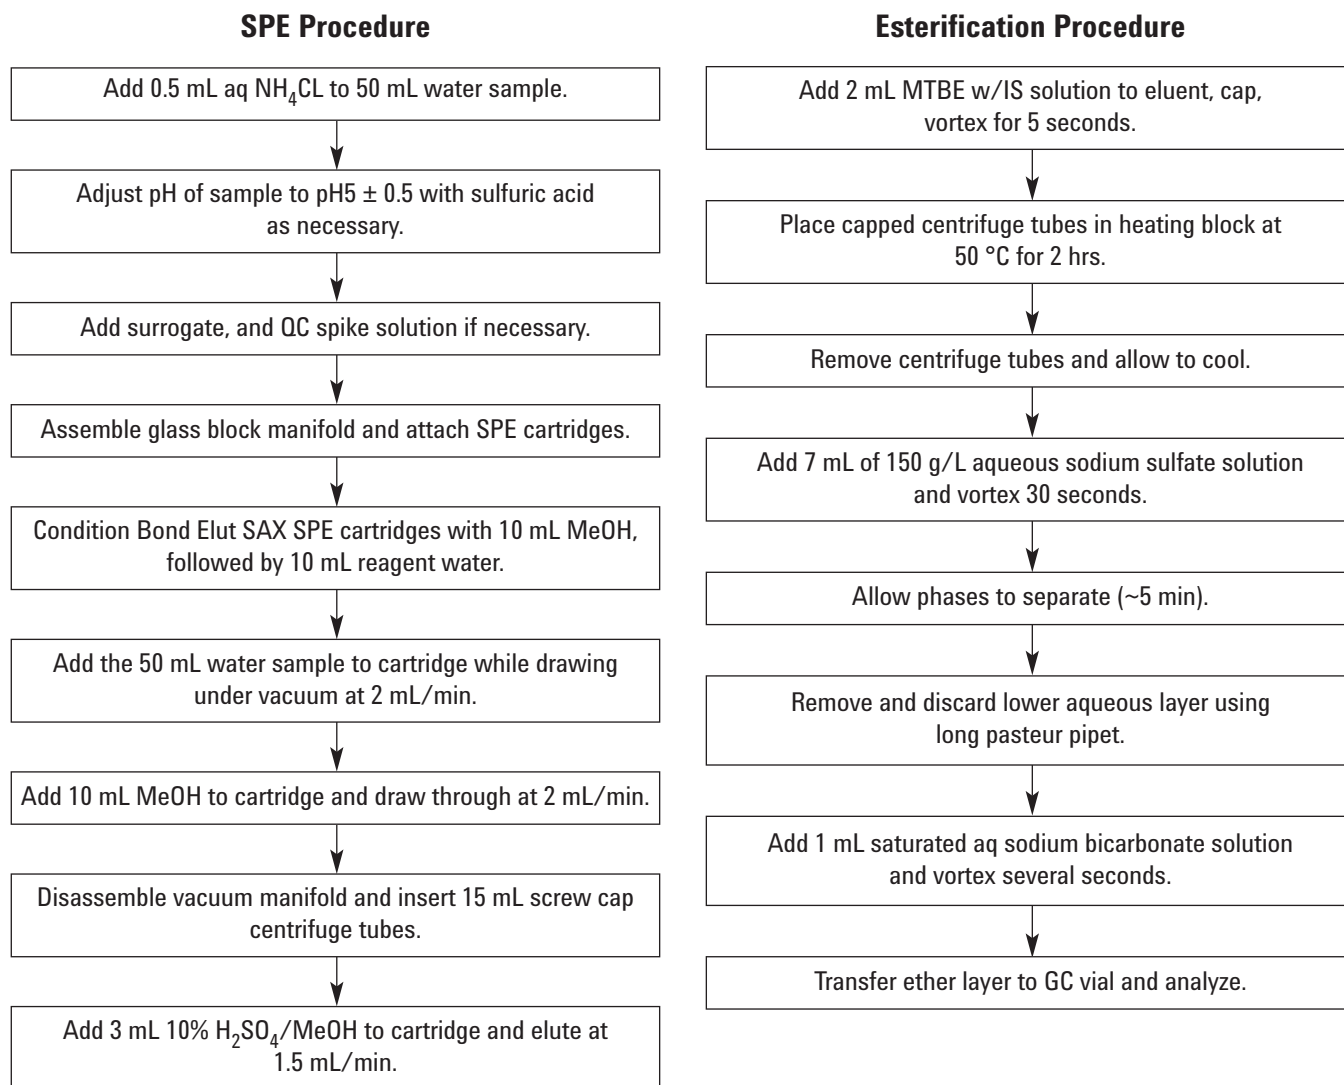 SPE Procedure
Add 0.5 mL aq NH₄CL to 50 mL water sample.
Adjust pH of sample to pH5 ± 0.5 with sulfuric acid
as necessary.
Add surrogate, and QC spike solution if necessary.
Assemble glass block manifold and attach SPE cartridges.
Condition Bond Elut SAX SPE cartridges with 10 mL MeOH,
followed by 10 mL reagent water.
Add the 50 mL water sample to cartridge while drawing
under vacuum at 2 mL/min.
Add 10 mL MeOH to cartridge and draw through at 2 mL/min.
Disassemble vacuum manifold and insert 15 mL screw cap
centrifuge tubes.
Add 3 mL 10% H₂SO₄/MeOH to cartridge and elute at
1.5 mL/min.
Esterification Procedure
Add 2 mL MTBE w/IS solution to eluent, cap,
vortex for 5 seconds.
Place capped centrifuge tubes in heating block at
50 °C for 2 hrs.
Remove centrifuge tubes and allow to cool.
Add 7 mL of 150 g/L aqueous sodium sulfate solution
and vortex 30 seconds.
Allow phases to separate (~5 min).
Remove and discard lower aqueous layer using
long pasteur pipet.
Add 1 mL saturated aq sodium bicarbonate solution
and vortex several seconds.
Transfer ether layer to GC vial and analyze.